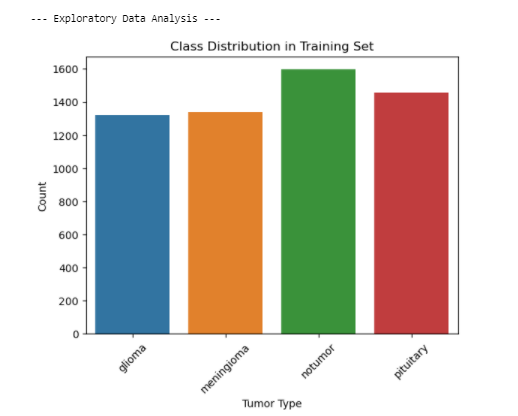 --- Exploratory Data Analysis ---
Class Distribution in Training Set
1600
1400
1200
1000
800
600
400
200
0
Count
glioma
meningioma
notumor
pituitary
Tumor Type